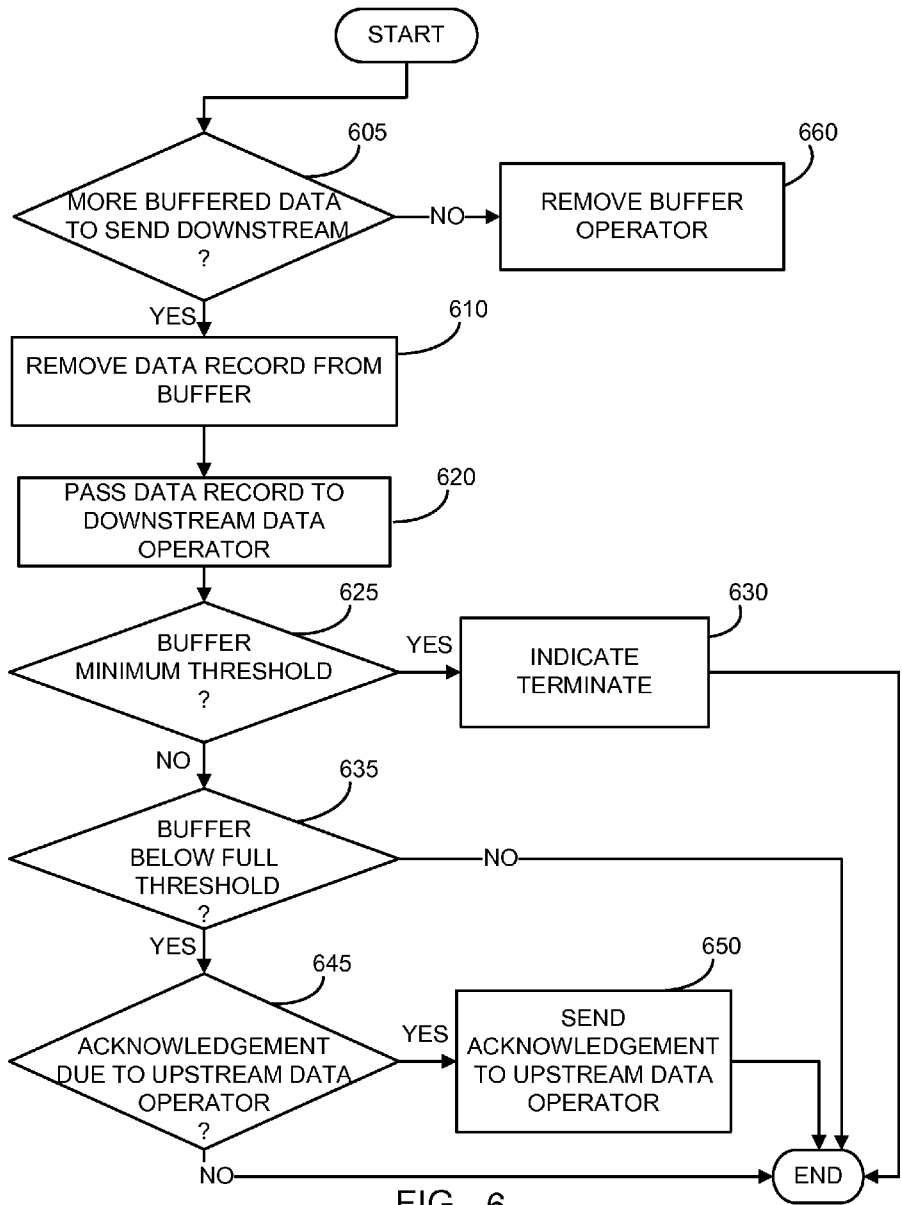 START
605
MORE BUFFERED DATA
TO SEND DOWNSTREAM
?
NO
660
REMOVE BUFFER
OPERATOR
YES
610
REMOVE DATA RECORD FROM
BUFFER
620
PASS DATA RECORD TO
DOWNSTREAM DATA
OPERATOR
625
BUFFER
MINIMUM THRESHOLD
?
YES
630
INDICATE
TERMINATE
NO
635
BUFFER
BELOW FULL
THRESHOLD
?
NO
YES
645
ACKNOWLEDGEMENT
DUE TO UPSTREAM DATA
OPERATOR
?
YES
650
SEND
ACKNOWLEDGEMENT
TO UPSTREAM DATA
OPERATOR
NO
END
FIG. 6